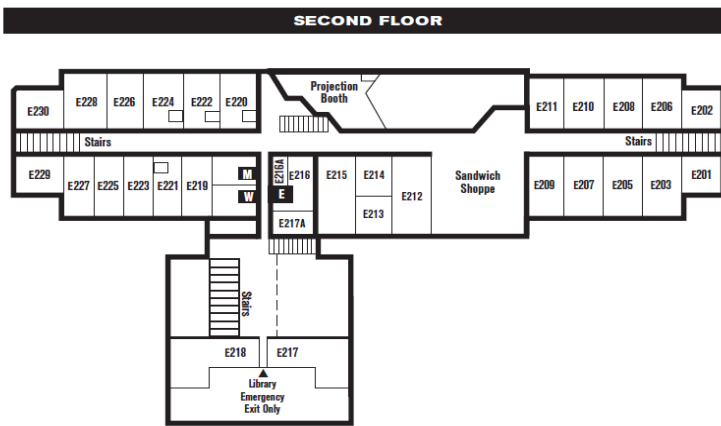 SECOND FLOOR
Projection
Booth
E230
E228
E226
E224
E222
E220
E211
E210
E208
E206
E202
Stairs
Stairs
E229
E227
E225
E223
E221
E219
M
W
E216A
E216
E
E217A
E215
E214
E213
E212
Sandwich
Shoppe
E209
E207
E205
E203
E201
Stairs
E218
E217
Library
Emergency
Exit Only